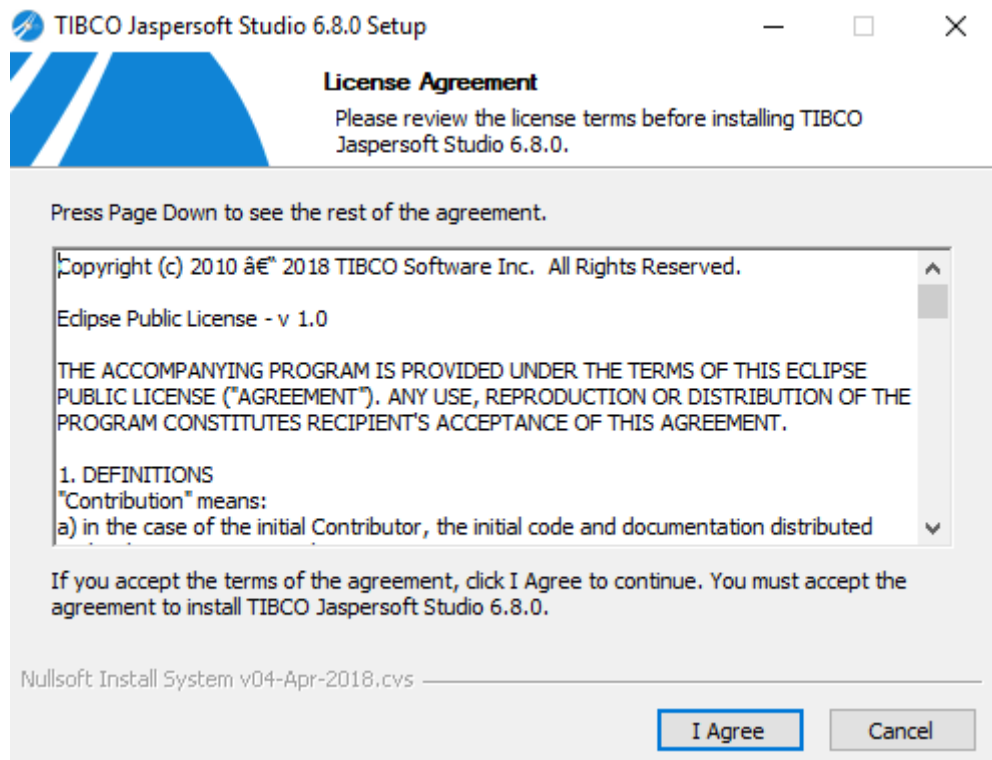 TIBCO Jaspersoft Studio 6.8.0 Setup
License Agreement
Please review the license terms before installing TIBCO
Jaspersoft Studio 6.8.0.
Press Page Down to see the rest of the agreement.
Copyright (c) 2010 â€“ 2018 TIBCO Software Inc.  All Rights Reserved.
Eclipse Public License - v 1.0
THE ACCOMPANYING PROGRAM IS PROVIDED UNDER THE TERMS OF THIS ECLIPSE
PUBLIC LICENSE ("AGREEMENT"). ANY USE, REPRODUCTION OR DISTRIBUTION OF THE
PROGRAM CONSTITUTES RECIPIENT'S ACCEPTANCE OF THIS AGREEMENT.
1. DEFINITIONS
"Contribution" means:
a) in the case of the initial Contributor, the initial code and documentation distributed
If you accept the terms of the agreement, click I Agree to continue. You must accept the
agreement to install TIBCO Jaspersoft Studio 6.8.0.
Nullsoft Install System v04-Apr-2018.cvs
I Agree
Cancel